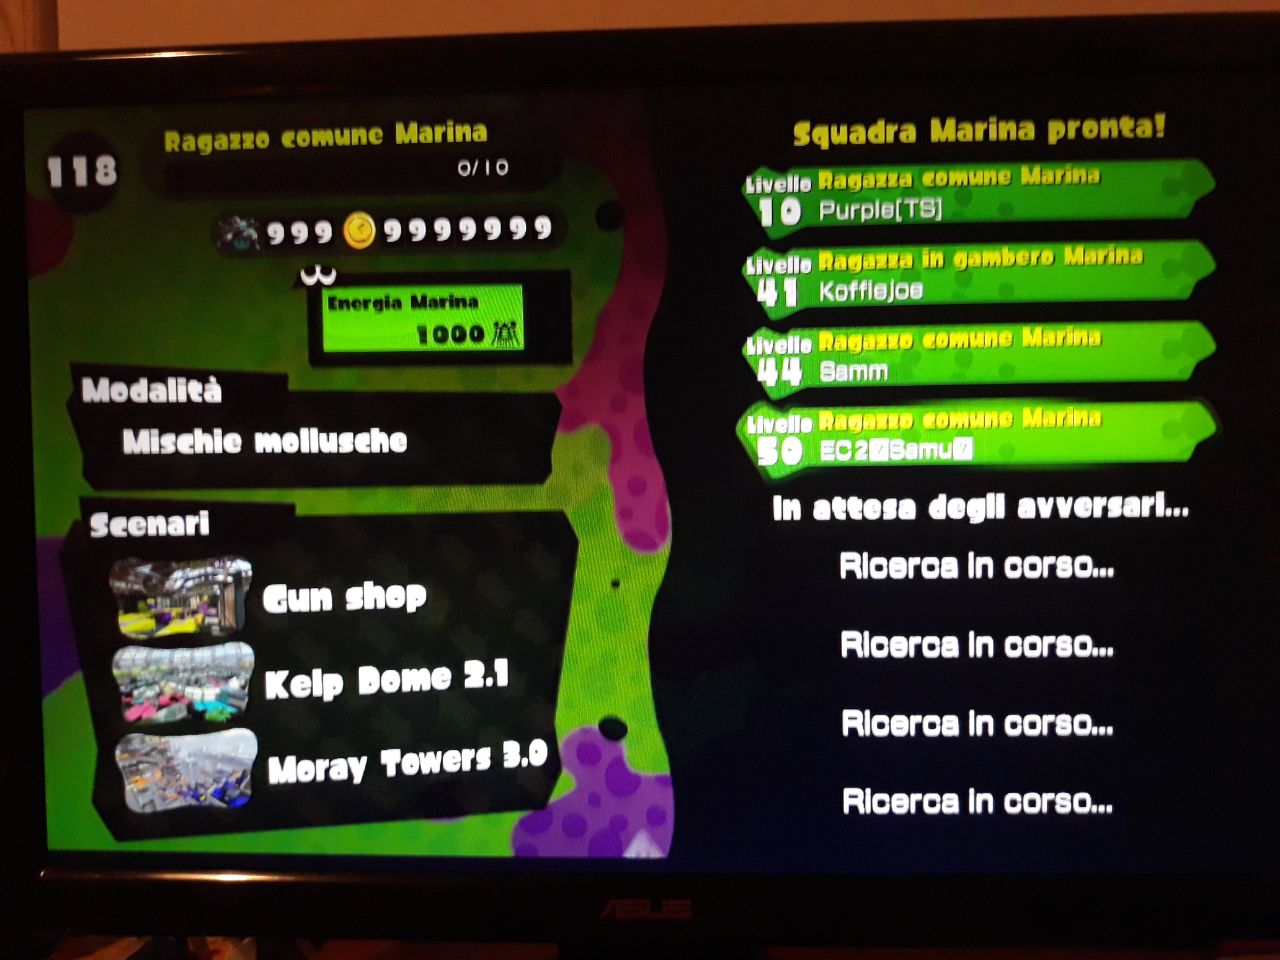 118
Ragazzo comune Marina
0/10
999 9999999
Energia Marina
1000
Modalità
Mischie mollusche
Scenari
Gun shop
Kelp Dome 2.1
Moray Towers 3.0
Squadra Marina pronta!
Livello Ragazza comune Marina
10 Purple[TS]
Livello Ragazza in gambero Marina
41 Koffiejoe
Livello Ragazzo comune Marina
44 Samm
Livello Ragazzo comune Marina
50 EC2?Samu?
In attesa degli avversari...
Ricerca in corso...
Ricerca in corso...
Ricerca in corso...
Ricerca in corso...
ASUS